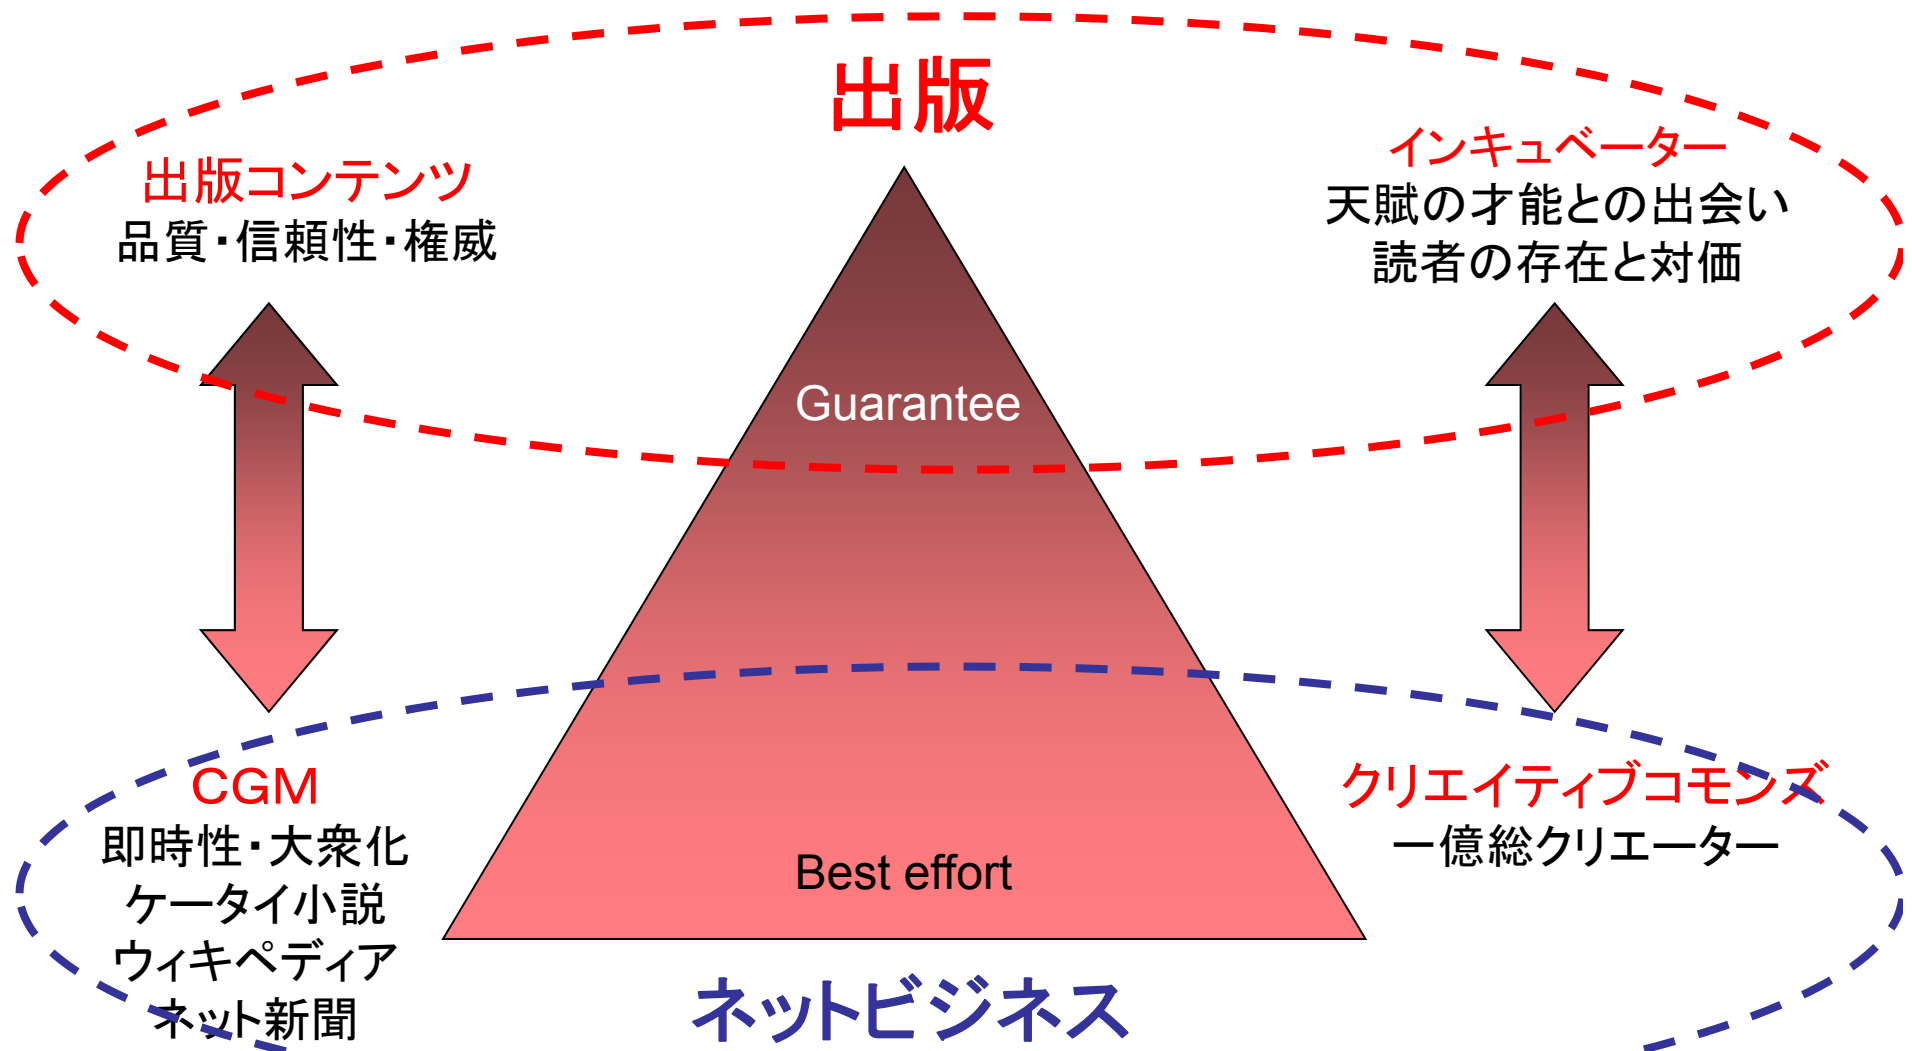 出版
出版コンテンツ
品質・信頼性・権威
インキュベーター
天賦の才能との出会い
読者の存在と対価
Guarantee
CGM
即時性・大衆化
ケータイ小説
ウィキペディア
ネット新聞
クリエイティブコモンズ
一億総クリエーター
Best effort
ネットビジネス